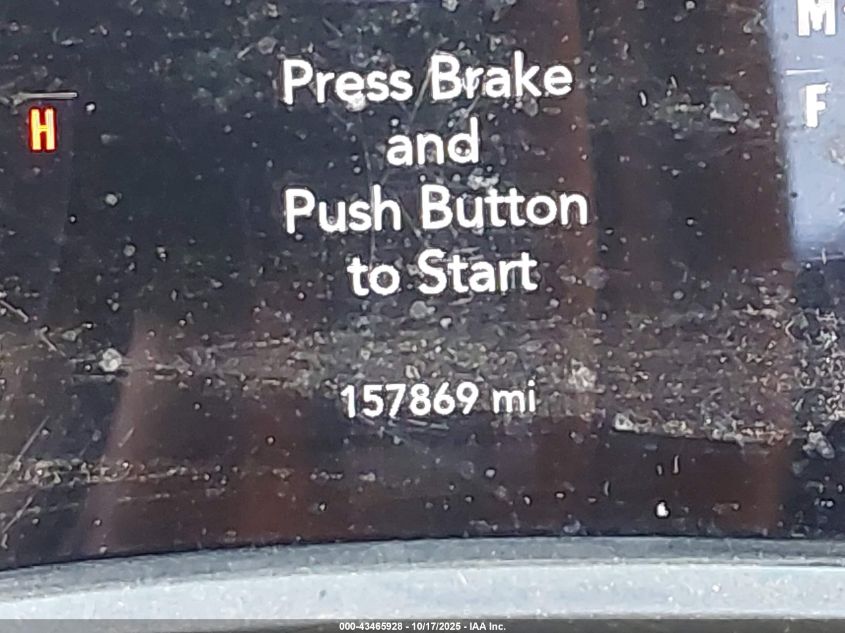 M
Press Brake
H
F
and
Push Button
to Start
157869 mi
000-43465928 - 10/17/2025 - IAA Inc.